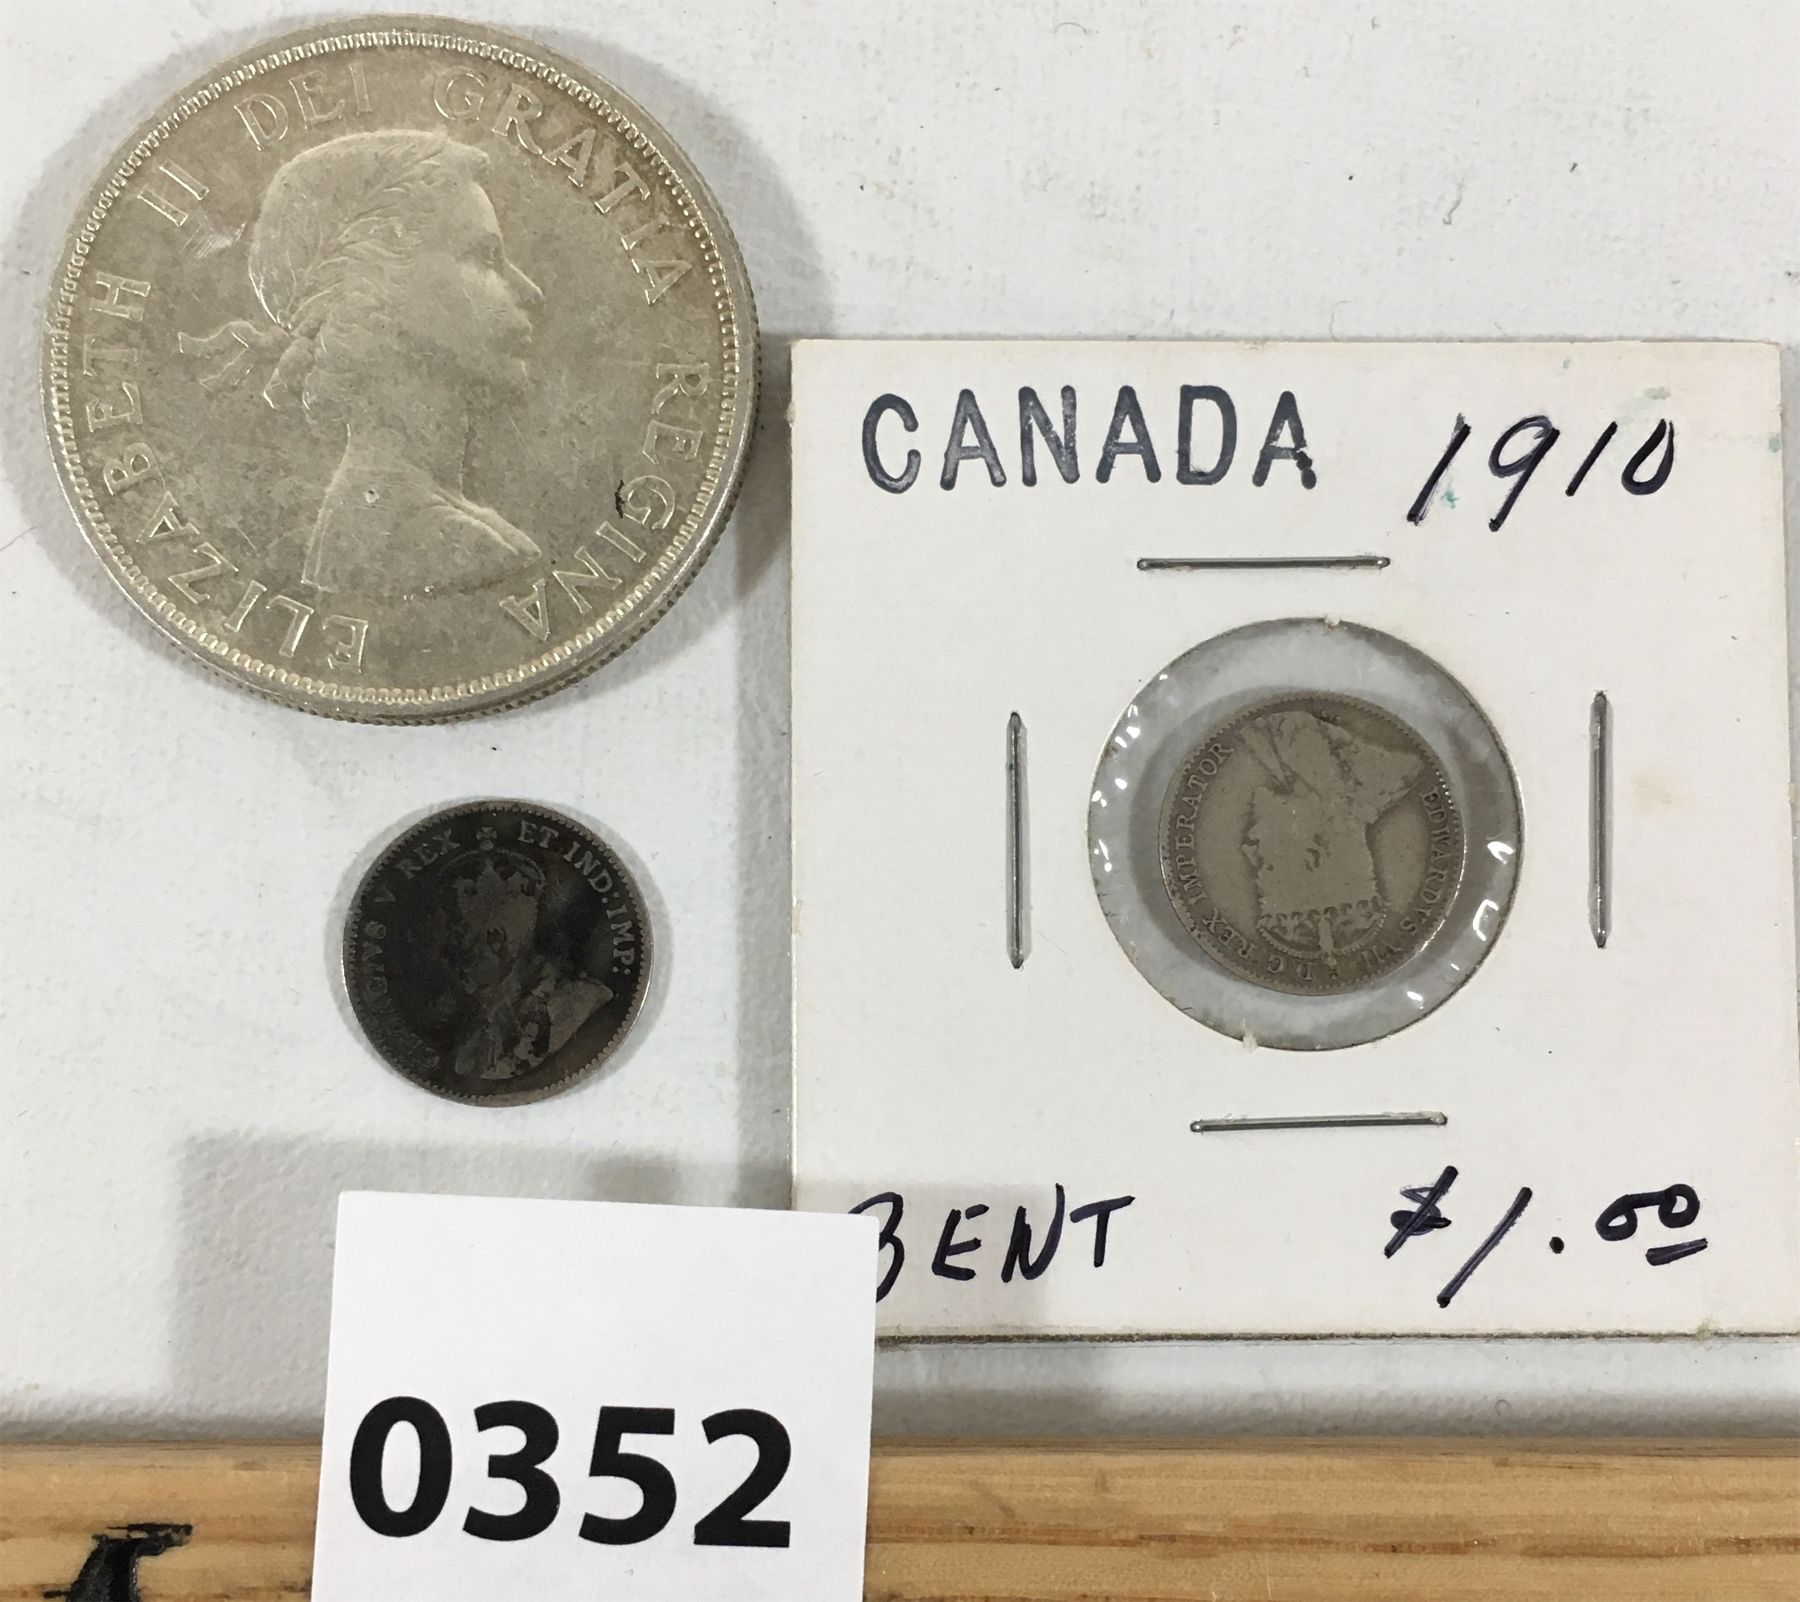 ELIZABETH II DEI GRATIA REGINA
CANADA 1910
EDWARDVS VII D.G. REX IMPERATOR
GEORGIVS V REX ET IND: IMP:
BENT $1.00
0352